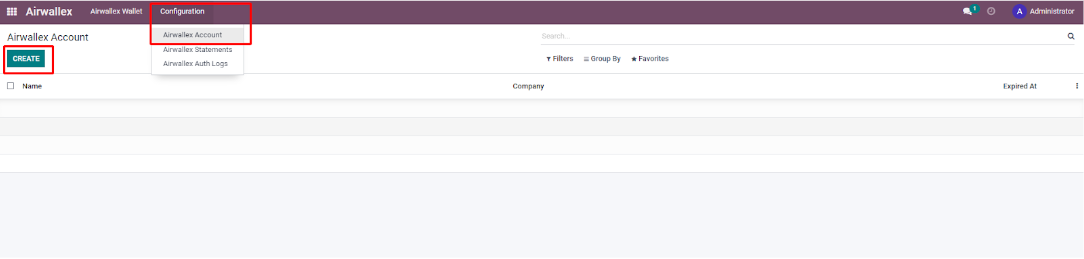 Airwallex Airwallex Wallet Configuration 1 A Administrator
Airwallex Account
Airwallex Account
Search...
CREATE
Airwallex Statements
Airwallex Auth Logs
Filters Group By Favorites
Name Company Expired At